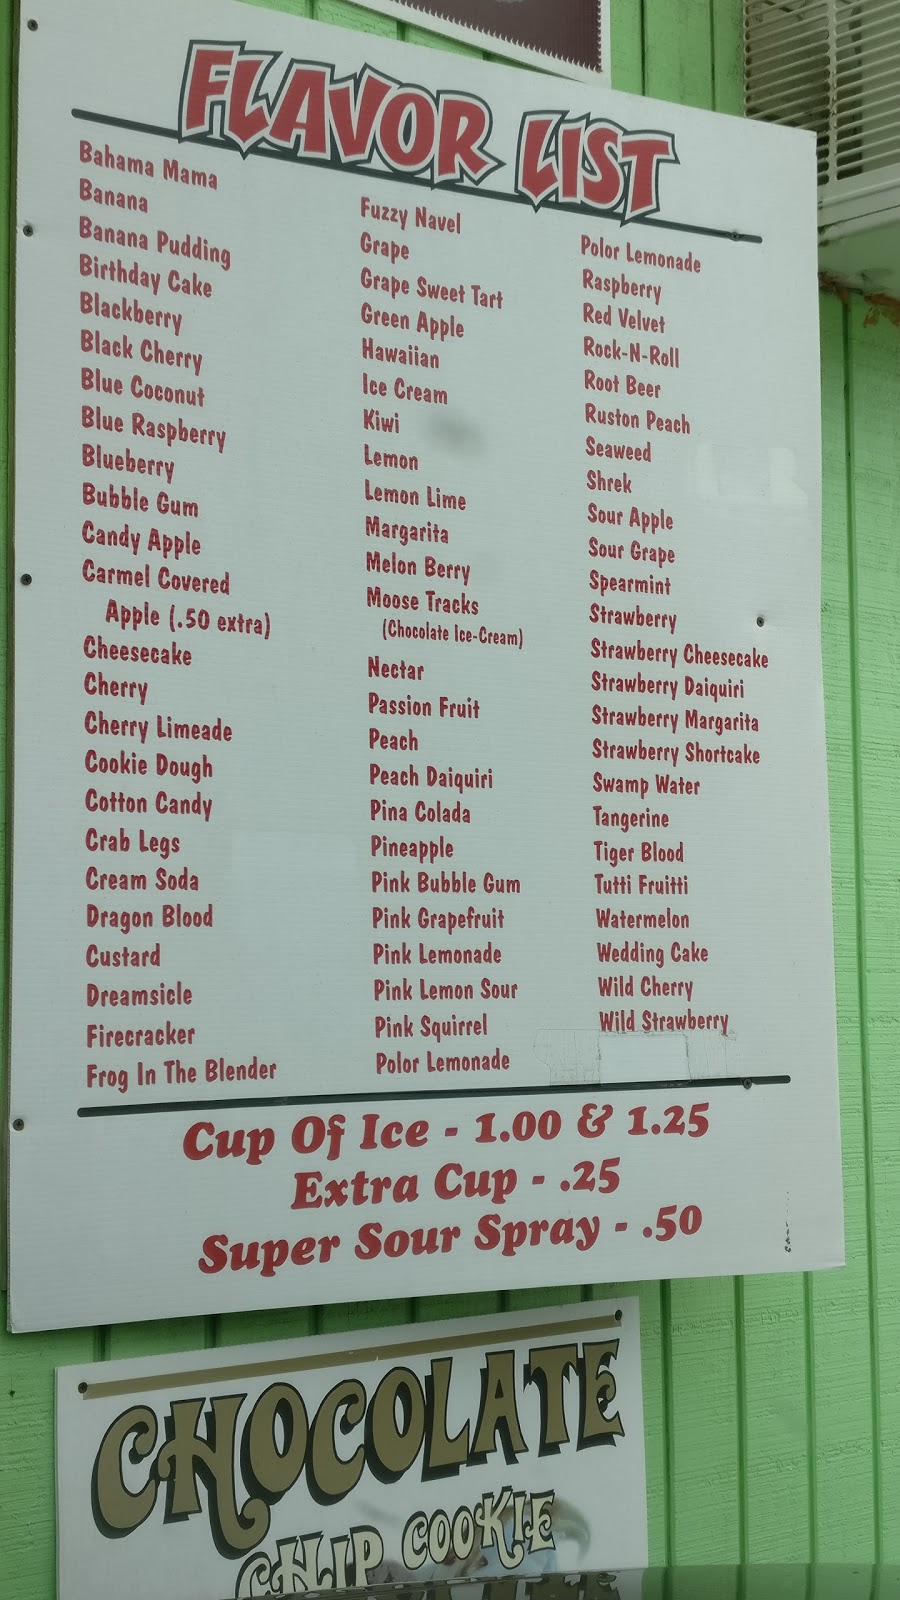 FLAVOR LIST
Bahama Mama
Banana
Banana Pudding
Birthday Cake
Blackberry
Black Cherry
Blue Coconut
Blue Raspberry
Blueberry
Bubble Gum
Candy Apple
Carmel Covered
Apple (.50 extra)
Cheesecake
Cherry
Cherry Limeade
Cookie Dough
Cotton Candy
Crab Legs
Cream Soda
Dragon Blood
Custard
Dreamsicle
Firecracker
Frog In The Blender
Fuzzy Navel
Grape
Grape Sweet Tart
Green Apple
Hawaiian
Ice Cream
Kiwi
Lemon
Lemon Lime
Margarita
Melon Berry
Moose Tracks
(Chocolate Ice-Cream)
Nectar
Passion Fruit
Peach
Peach Daiquiri
Pina Colada
Pineapple
Pink Bubble Gum
Pink Grapefruit
Pink Lemonade
Pink Lemon Sour
Pink Squirrel
Polor Lemonade
Polor Lemonade
Raspberry
Red Velvet
Rock-N-Roll
Root Beer
Ruston Peach
Seaweed
Shrek
Sour Apple
Sour Grape
Spearmint
Strawberry
Strawberry Cheesecake
Strawberry Daiquiri
Strawberry Margarita
Strawberry Shortcake
Swamp Water
Tangerine
Tiger Blood
Tutti Fruitti
Watermelon
Wedding Cake
Wild Cherry
Wild Strawberry
Cup Of Ice - 1.00 & 1.25
Extra Cup - .25
Super Sour Spray - .50
CHOCOLATE
CHIP COOKIE